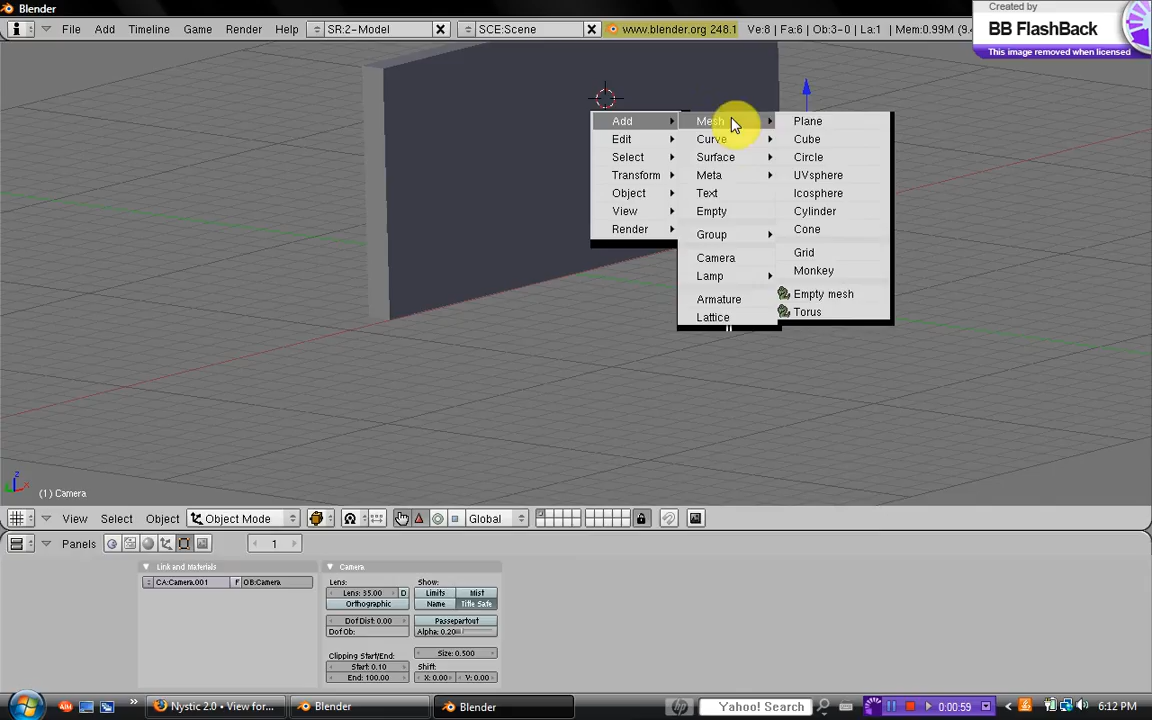 Blender
Created by
BB FlashBack
This image removed when licensed
File Add Timeline Game Render Help SR:2-Model SCE:Scene www.blender.org 248.1 Ve:8 | Fa:6 | Ob:3-0 | La:1 | Mem:0.99M (9.
Add Mesh Plane
Edit Curve Cube
Select Surface Circle
Transform Meta UVsphere
Object Text Icosphere
View Empty Cylinder
Render Group Cone
Camera Grid
Lamp Monkey
Armature Empty mesh
Lattice Torus
z
x
(1) Camera
View Select Object Object Mode Global
Panels 1
Link and Materials Camera
CA:Camera.001 F OB:Camera
Lens: Show:
Lens: 35.00 D Limits Mist
Orthographic Name Title Safe
DofDist: 0.00 Passepartout
Dof Ob: Alpha: 0.20
Clipping Start/End: Size: 0.500
Start: 0.10 Shift:
End: 100.00 X: 0.00 Y: 0.00
Nystic 2.0 • View for... Blender Blender hp Yahoo! Search 0:00:59 6:12 PM